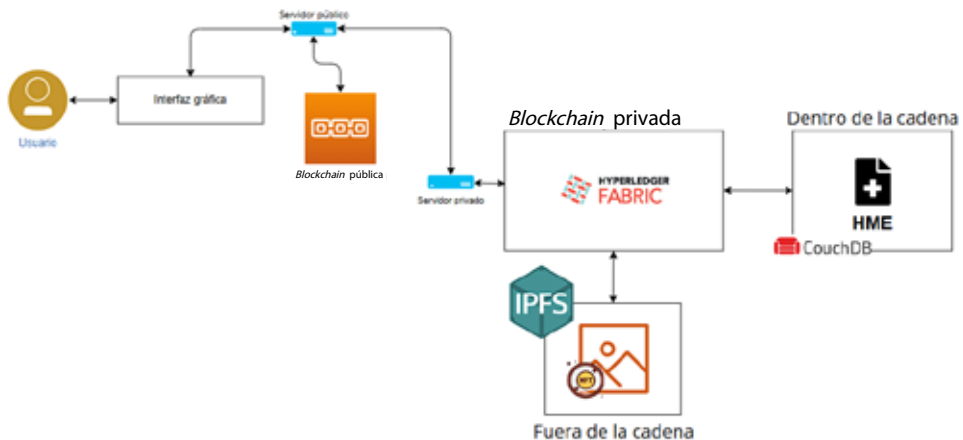 Servidor público
Interfaz gráfica
Usuario
Blockchain pública
Servidor privado
Blockchain privada
HYPERLEDGER
FABRIC
Dentro de la cadena
HME
CouchDB
IPFS
NFT
Fuera de la cadena